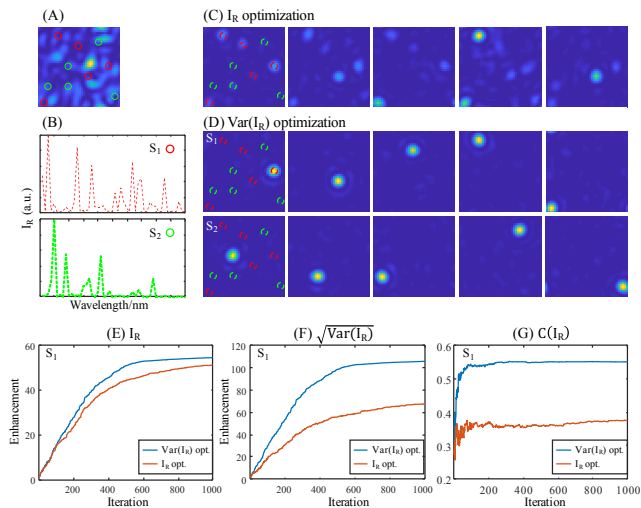 (A)
(C) I_R optimization
(B)
(D) Var(I_R) optimization
S_1
S_1
I_R (a.u.)
S_2
S_2
Wavelength/nm
(E) I_R
(F) √Var(I_R)
(G) C(I_R)
S_1
Enhancement
60
40
20
0
200 400 600 800 1000
Iteration
Var(I_R) opt.
I_R opt.
S_1
Enhancement
120
100
80
60
40
20
0
200 400 600 800 1000
Iteration
Var(I_R) opt.
I_R opt.
S_1
0.6
0.5
0.4
0.3
0.2
200 400 600 800 1000
Iteration
Var(I_R) opt.
I_R opt.